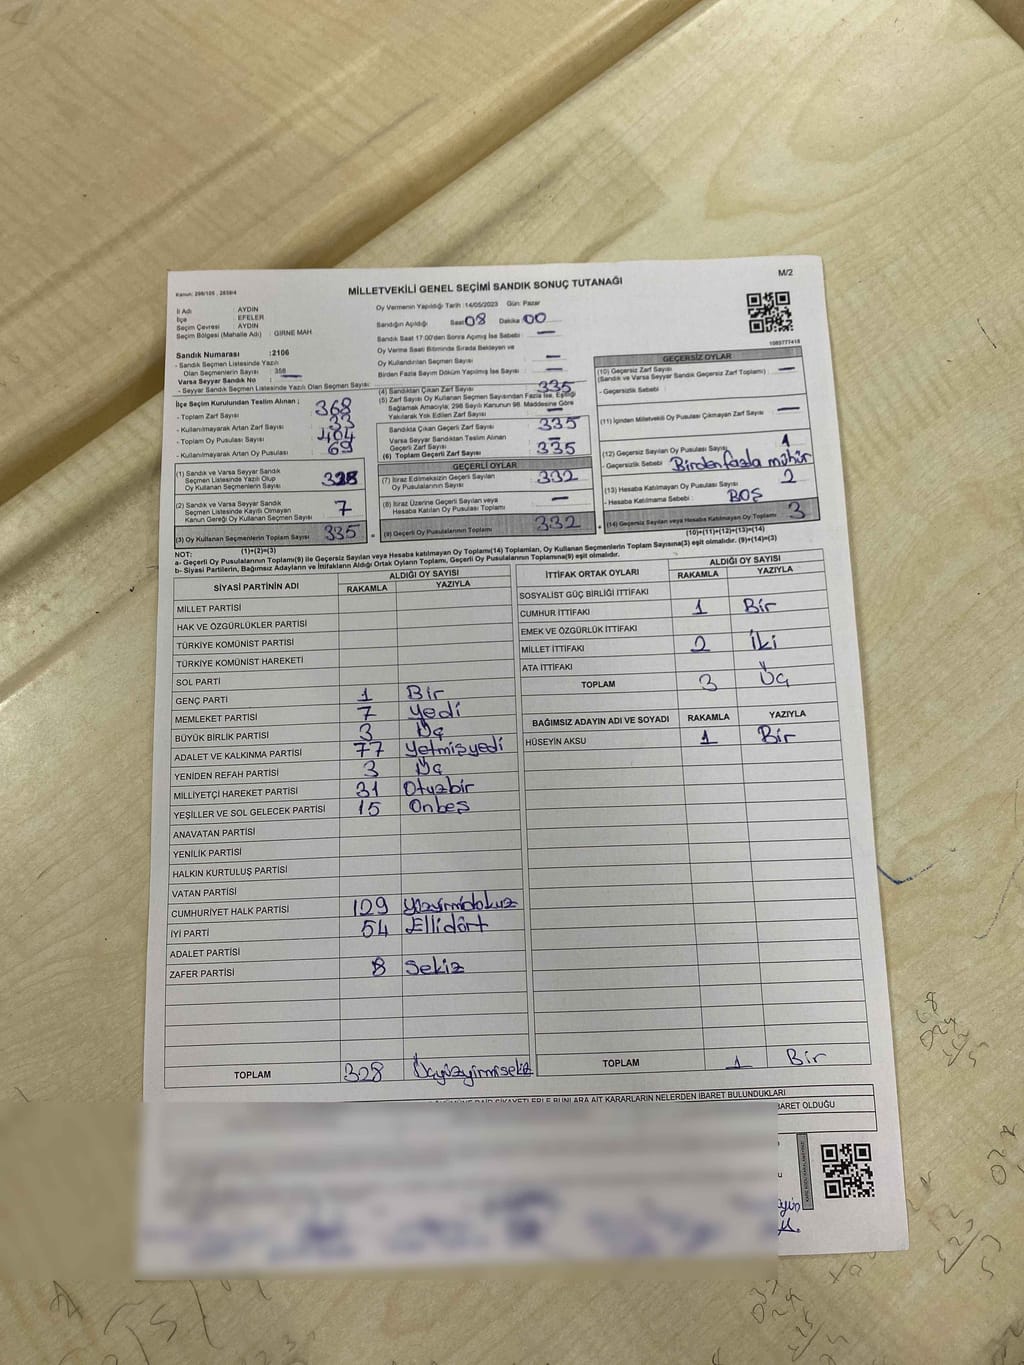 Kanun: 298/105 , 2839/4
MİLLETVEKİLİ GENEL SEÇİMİ SANDIK SONUÇ TUTANAĞI
M/2
İl Adı : AYDIN
İlçe : EFELER
Seçim Çevresi : AYDIN
Seçim Bölgesi (Mahalle Adı) : GİRNE MAH
Sandık Numarası : 2106
- Sandık Seçmen Listesinde Yazılı
Olan Seçmenlerin Sayısı : 358
Varsa Seyyar Sandık No : —
- Seyyar Sandık Seçmen Listesinde Yazılı Olan Seçmen Sayısı:
İlçe Seçim Kurulundan Teslim Alınan ;
- Toplam Zarf Sayısı : 368
- Kullanılmayarak Artan Zarf Sayısı : 33
- Toplam Oy Pusulası Sayısı : 404
- Kullanılmayarak Artan Oy Pusulası : 69
(1) Sandık ve Varsa Seyyar Sandık
Seçmen Listesinde Yazılı Olup
Oy Kullanan Seçmenlerin Sayısı 328
(2) Sandık ve Varsa Seyyar Sandık
Seçmen Listesinde Kayıtlı Olmayan
Kanun Gereği Oy Kullanan Seçmen Sayısı 7
(3) Oy Kullanan Seçmenlerin Toplam Sayısı 335
(1)+(2)=(3)
Oy Vermenin Yapıldığı Tarih :14/05/2023 Gün: Pazar
Sandığın Açıldığı Saat 08 Dakika 00
Sandık Saat 17.00'den Sonra Açılmış İse Sebebi : —
Oy Verme Saati Bitiminde Sırada Bekleyen ve
Oy Kullandırılan Seçmen Sayısı : —
Birden Fazla Sayım Döküm Yapılmış İse Sayısı : —
(4) Sandıktan Çıkan Zarf Sayısı : 335
(5) Zarf Sayısı Oy Kullanan Seçmen Sayısından Fazla İse, Eşitliği
Sağlamak Amacıyla; 298 Sayılı Kanunun 98. Maddesine Göre
Yakılarak Yok Edilen Zarf Sayısı : —
Sandıkta Çıkan Geçerli Zarf Sayısı : 335
Varsa Seyyar Sandıktan Teslim Alınan
Geçerli Zarf Sayısı : —
(6) Toplam Geçerli Zarf Sayısı : 335
GEÇERLİ OYLAR
(7) İtiraz Edilmeksizin Geçerli Sayılan
Oy Pusulalarının Sayısı 332
(8) İtiraz Üzerine Geçerli Sayılan veya
Hesaba Katılan Oy Pusulası Toplamı —
(9) Geçerli Oy Pusulalarının Toplamı 332
1083777418
GEÇERSİZ OYLAR
(10) Geçersiz Zarf Sayısı
(Sandık ve Varsa Seyyar Sandık Geçersiz Zarf Toplamı) : —
- Geçersizlik Sebebi :
(11) İçinden Milletvekili Oy Pusulası Çıkmayan Zarf Sayısı : —
(12) Geçersiz Oy Pusulası Sayısı : 1
- Geçersizlik Sebebi : Birden fazla mühür
(13) Hesaba Katılmayan Oy Pusulası Sayısı : 2
- Hesaba Katılmama Sebebi : BOŞ
(14) Geçersiz Sayılan veya Hesaba Katılmayan Oy Toplamı 3
(10)+(11)+(12)+(13)=(14)
NOT:
a- Geçerli Oy Pusulalarının Toplamı(9) ile Geçersiz Sayılan veya Hesaba katılmayan Oy Toplamı(14) Toplamları, Oy Kullanan Seçmenlerin Toplam Sayısına(3) eşit olmalıdır. (9)+(14)=(3)
b- Siyasi Partilerin, Bağımsız Adayların ve İttifakların Aldığı Ortak Oyların Toplamı, Geçerli Oy Pusulalarının Toplamına(9) eşit olmalıdır.
SİYASİ PARTİNİN ADI ALDIĞI OY SAYISI
RAKAMLA YAZIYLA
MİLLET PARTİSİ
HAK VE ÖZGÜRLÜKLER PARTİSİ
TÜRKİYE KOMÜNİST PARTİSİ
TÜRKİYE KOMÜNİST HAREKETİ
SOL PARTİ
GENÇ PARTİ 1 Bir
MEMLEKET PARTİSİ 7 Yedi
BÜYÜK BİRLİK PARTİSİ 3 Üç
ADALET VE KALKINMA PARTİSİ 77 Yetmişyedi
YENİDEN REFAH PARTİSİ 3 Üç
MİLLİYETÇİ HAREKET PARTİSİ 31 Otuzbir
YEŞİLLER VE SOL GELECEK PARTİSİ 15 Onbeş
ANAVATAN PARTİSİ
YENİLİK PARTİSİ
HALKIN KURTULUŞ PARTİSİ
VATAN PARTİSİ
CUMHURİYET HALK PARTİSİ 129 Yüzyirmidokuz
İYİ PARTİ 54 Ellidört
ADALET PARTİSİ
ZAFER PARTİSİ 8 Sekiz
TOPLAM 328 Üçyüzyirmisekiz
İTTİFAK ORTAK OYLARI ALDIĞI OY SAYISI
RAKAMLA YAZIYLA
SOSYALİST GÜÇ BİRLİĞİ İTTİFAKI
CUMHUR İTTİFAKI 1 Bir
EMEK VE ÖZGÜRLÜK İTTİFAKI
MİLLET İTTİFAKI 2 İki
ATA İTTİFAKI
TOPLAM 3 Üç
BAĞIMSIZ ADAYIN ADI VE SOYADI RAKAMLA YAZIYLA
HÜSEYİN AKSU 1 Bir
TOPLAM 1 Bir
DAİR ŞİKAYETLERLE BUNLARA AİT KARARLARIN NELERDEN İBARET BULUNDUKLARI
BARET OLDUĞU